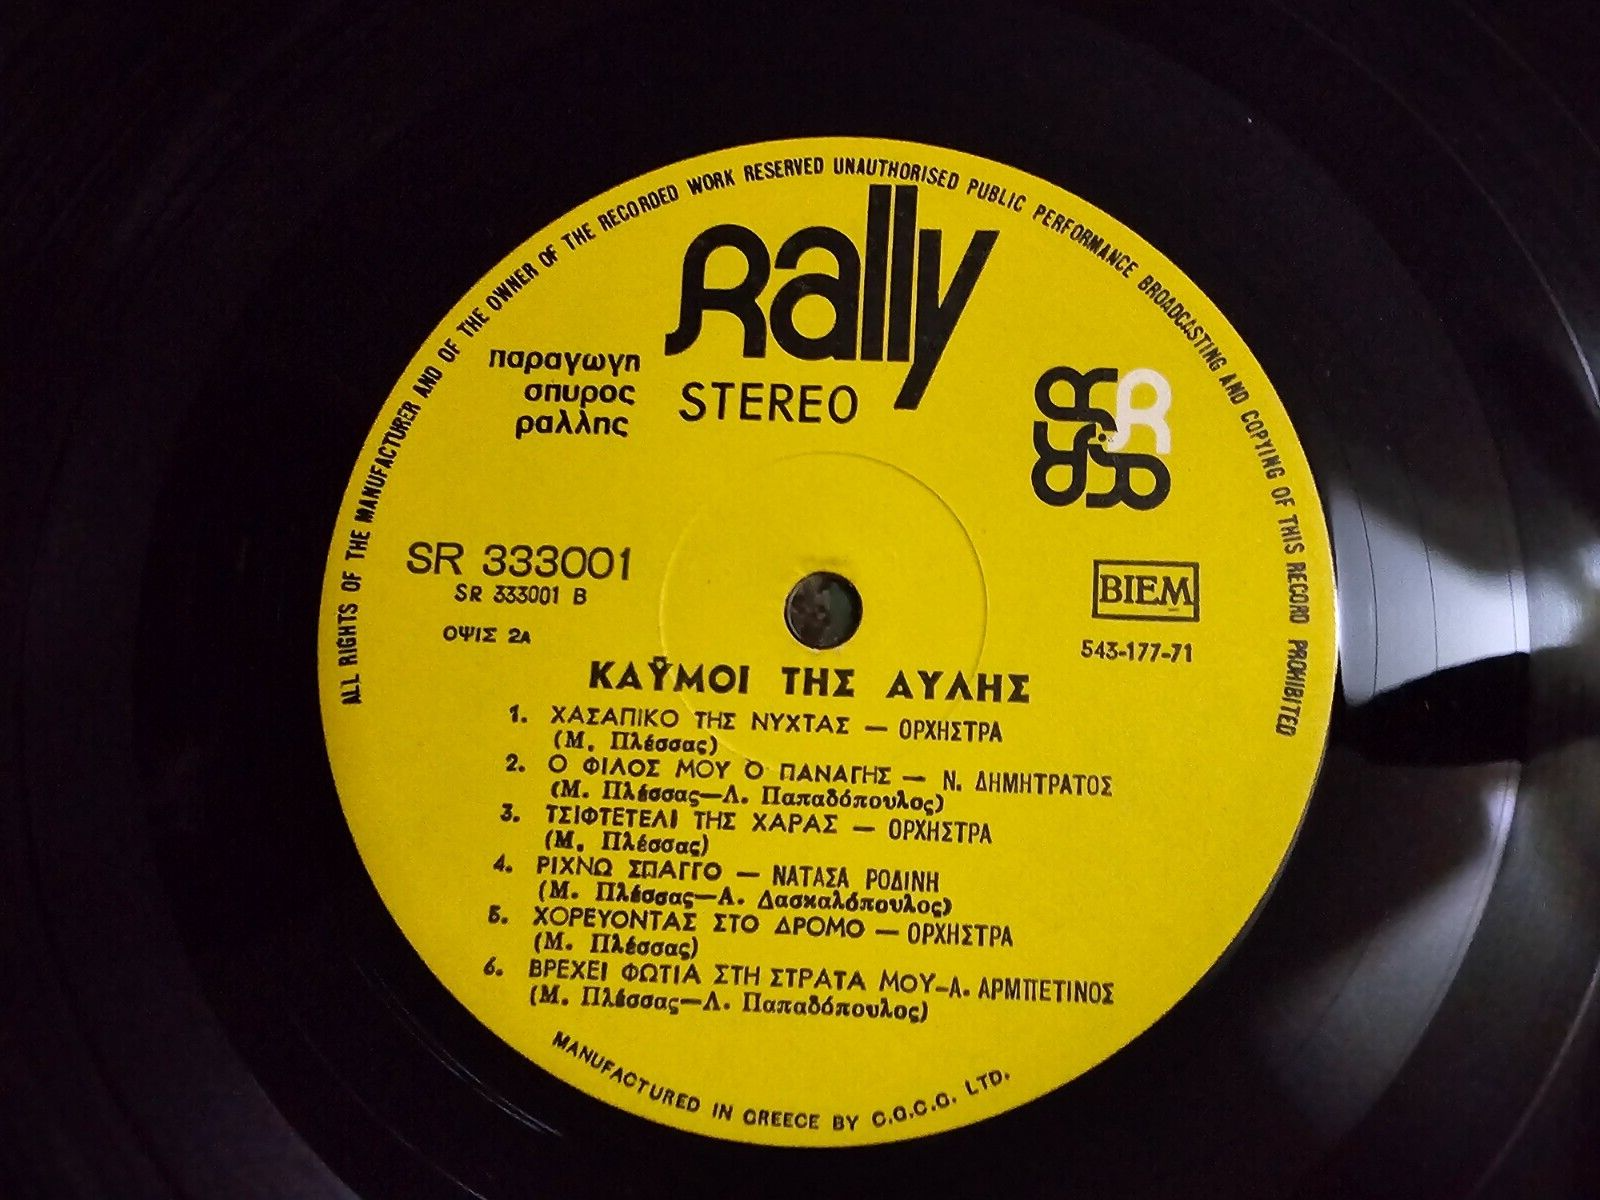 ALL RIGHTS OF THE MANUFACTURER AND OF THE OWNER OF THE RECORDED WORK RESERVED UNAUTHORISED PUBLIC PERFORMANCE BROADCASTING AND COPYING OF THIS RECORD PROHIBITED
Rally
παραγωγη
σπυρος
ραλλης
STEREO
SR 333001
SR 333001 B
ΟΨΙΣ 2Α
BIEM
543-177-71
ΚΑΫΜΟΙ ΤΗΣ ΑΥΛΗΣ
1. ΧΑΣΑΠΙΚΟ ΤΗΣ ΝΥΧΤΑΣ — ΟΡΧΗΣΤΡΑ
(Μ. Πλέσσας)
2. Ο ΦΙΛΟΣ ΜΟΥ Ο ΠΑΝΑΓΗΣ — Ν. ΔΗΜΗΤΡΑΤΟΣ
(Μ. Πλέσσας—Λ. Παπαδόπουλος)
3. ΤΣΙΦΤΕΤΕΛΙ ΤΗΣ ΧΑΡΑΣ — ΟΡΧΗΣΤΡΑ
(Μ. Πλέσσας)
4. ΡΙΧΝΩ ΣΠΑΓΓΟ — ΝΑΤΑΣΑ ΡΟΔΙΝΗ
(Μ. Πλέσσας—Α. Δασκαλόπουλος)
5. ΧΟΡΕΥΟΝΤΑΣ ΣΤΟ ΔΡΟΜΟ — ΟΡΧΗΣΤΡΑ
(Μ. Πλέσσας)
6. ΒΡΕΧΕΙ ΦΩΤΙΑ ΣΤΗ ΣΤΡΑΤΑ ΜΟΥ—Α. ΑΡΜΠΕΤΙΝΟΣ
(Μ. Πλέσσας—Λ. Παπαδόπουλος)
MANUFACTURED IN GREECE BY C.G.C.G. LTD.